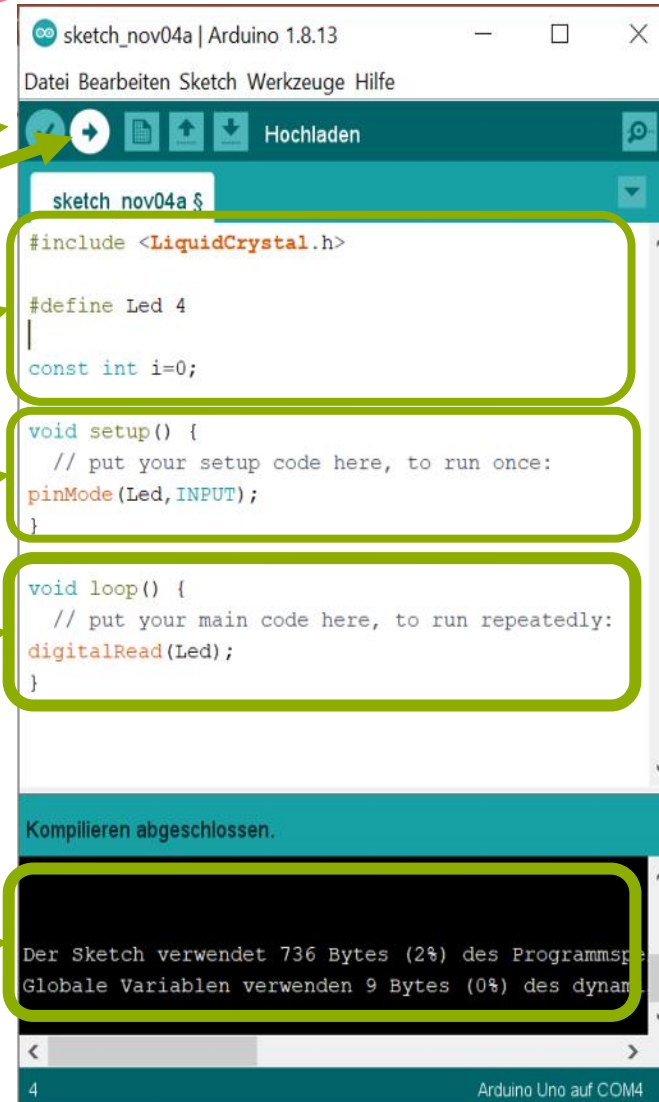 sketch_nov04a | Arduino 1.8.13
Datei Bearbeiten Sketch Werkzeuge Hilfe
Hochladen
sketch_nov04a §
#include <LiquidCrystal.h>
#define Led 4
const int i=0;
void setup() {
// put your setup code here, to run once:
pinMode(Led,INPUT);
}
void loop() {
// put your main code here, to run repeatedly:
digitalRead(Led);
}
Kompilieren abgeschlossen.
Der Sketch verwendet 736 Bytes (2%) des Programmspe
Globale Variablen verwenden 9 Bytes (0%) des dynam
4 Arduino Uno auf COM4